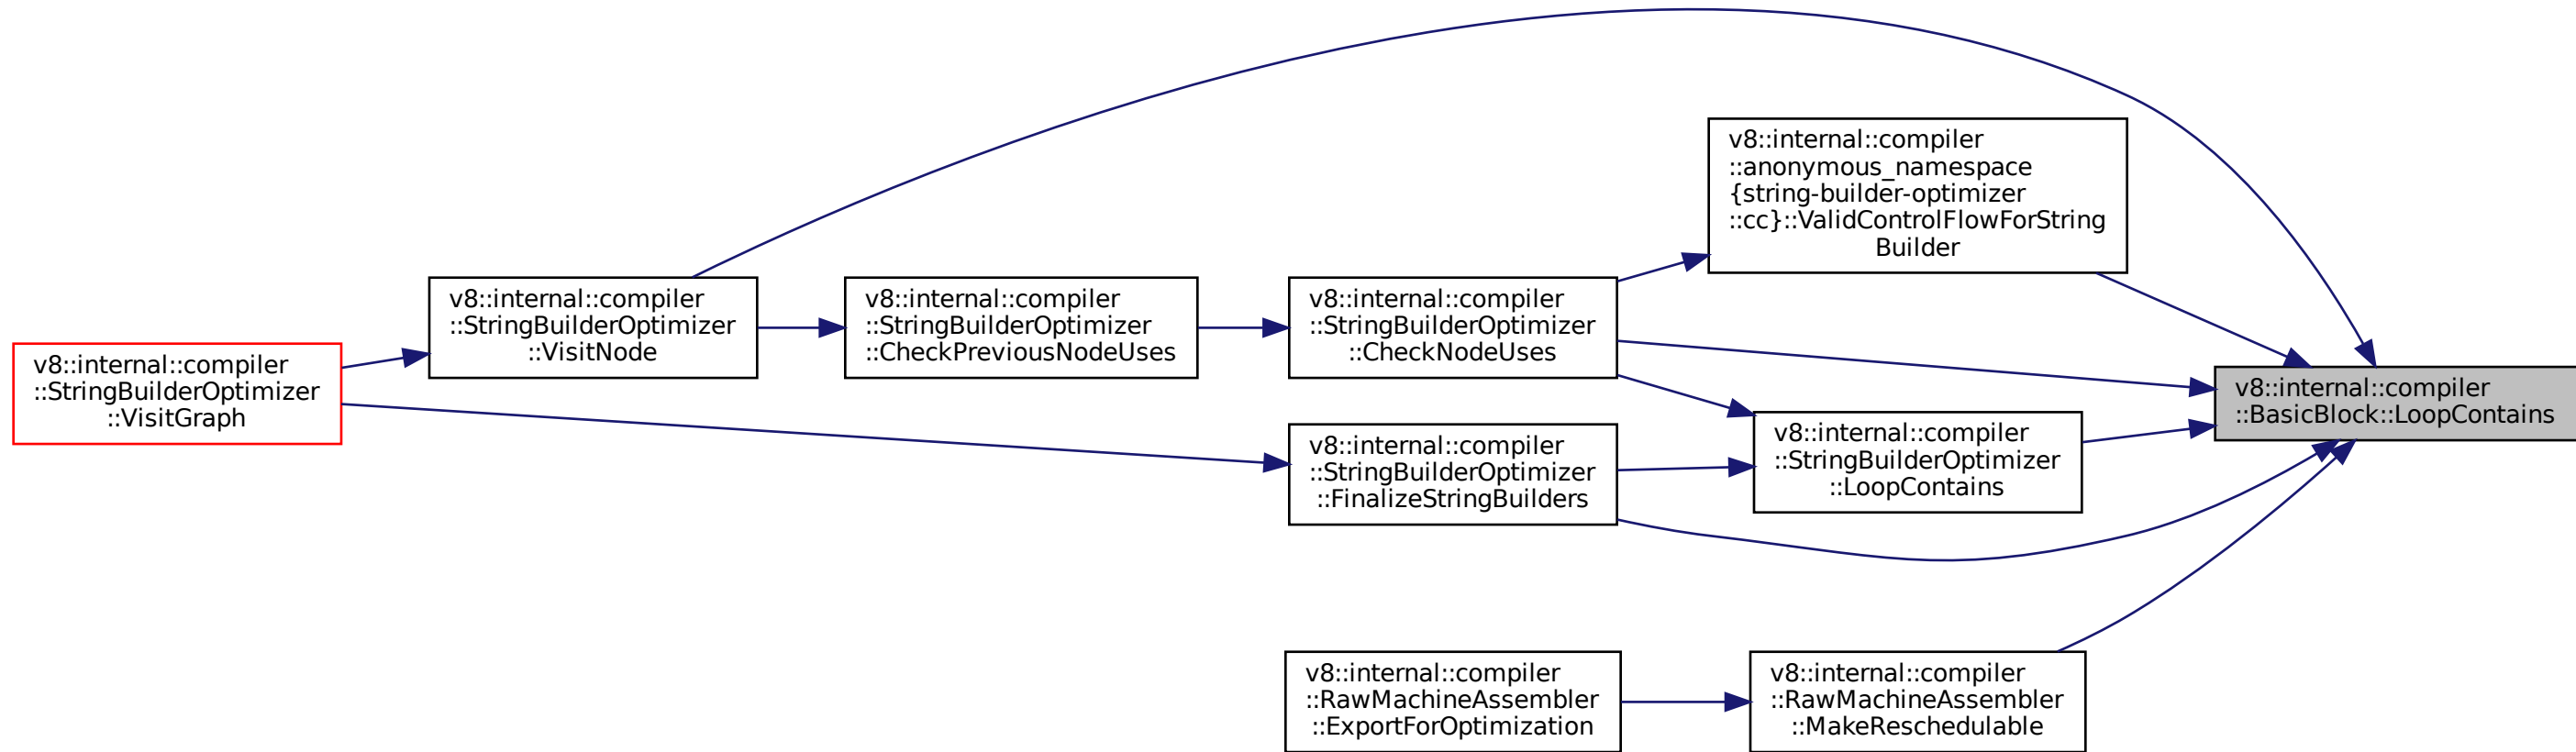 v8::internal::compiler
::anonymous_namespace
{string-builder-optimizer
::cc}::ValidControlFlowForString
Builder
v8::internal::compiler
::StringBuilderOptimizer
::VisitNode
v8::internal::compiler
::StringBuilderOptimizer
::CheckPreviousNodeUses
v8::internal::compiler
::StringBuilderOptimizer
::CheckNodeUses
v8::internal::compiler
::StringBuilderOptimizer
::VisitGraph
v8::internal::compiler
::BasicBlock::LoopContains
v8::internal::compiler
::StringBuilderOptimizer
::FinalizeStringBuilders
v8::internal::compiler
::StringBuilderOptimizer
::LoopContains
v8::internal::compiler
::RawMachineAssembler
::ExportForOptimization
v8::internal::compiler
::RawMachineAssembler
::MakeReschedulable